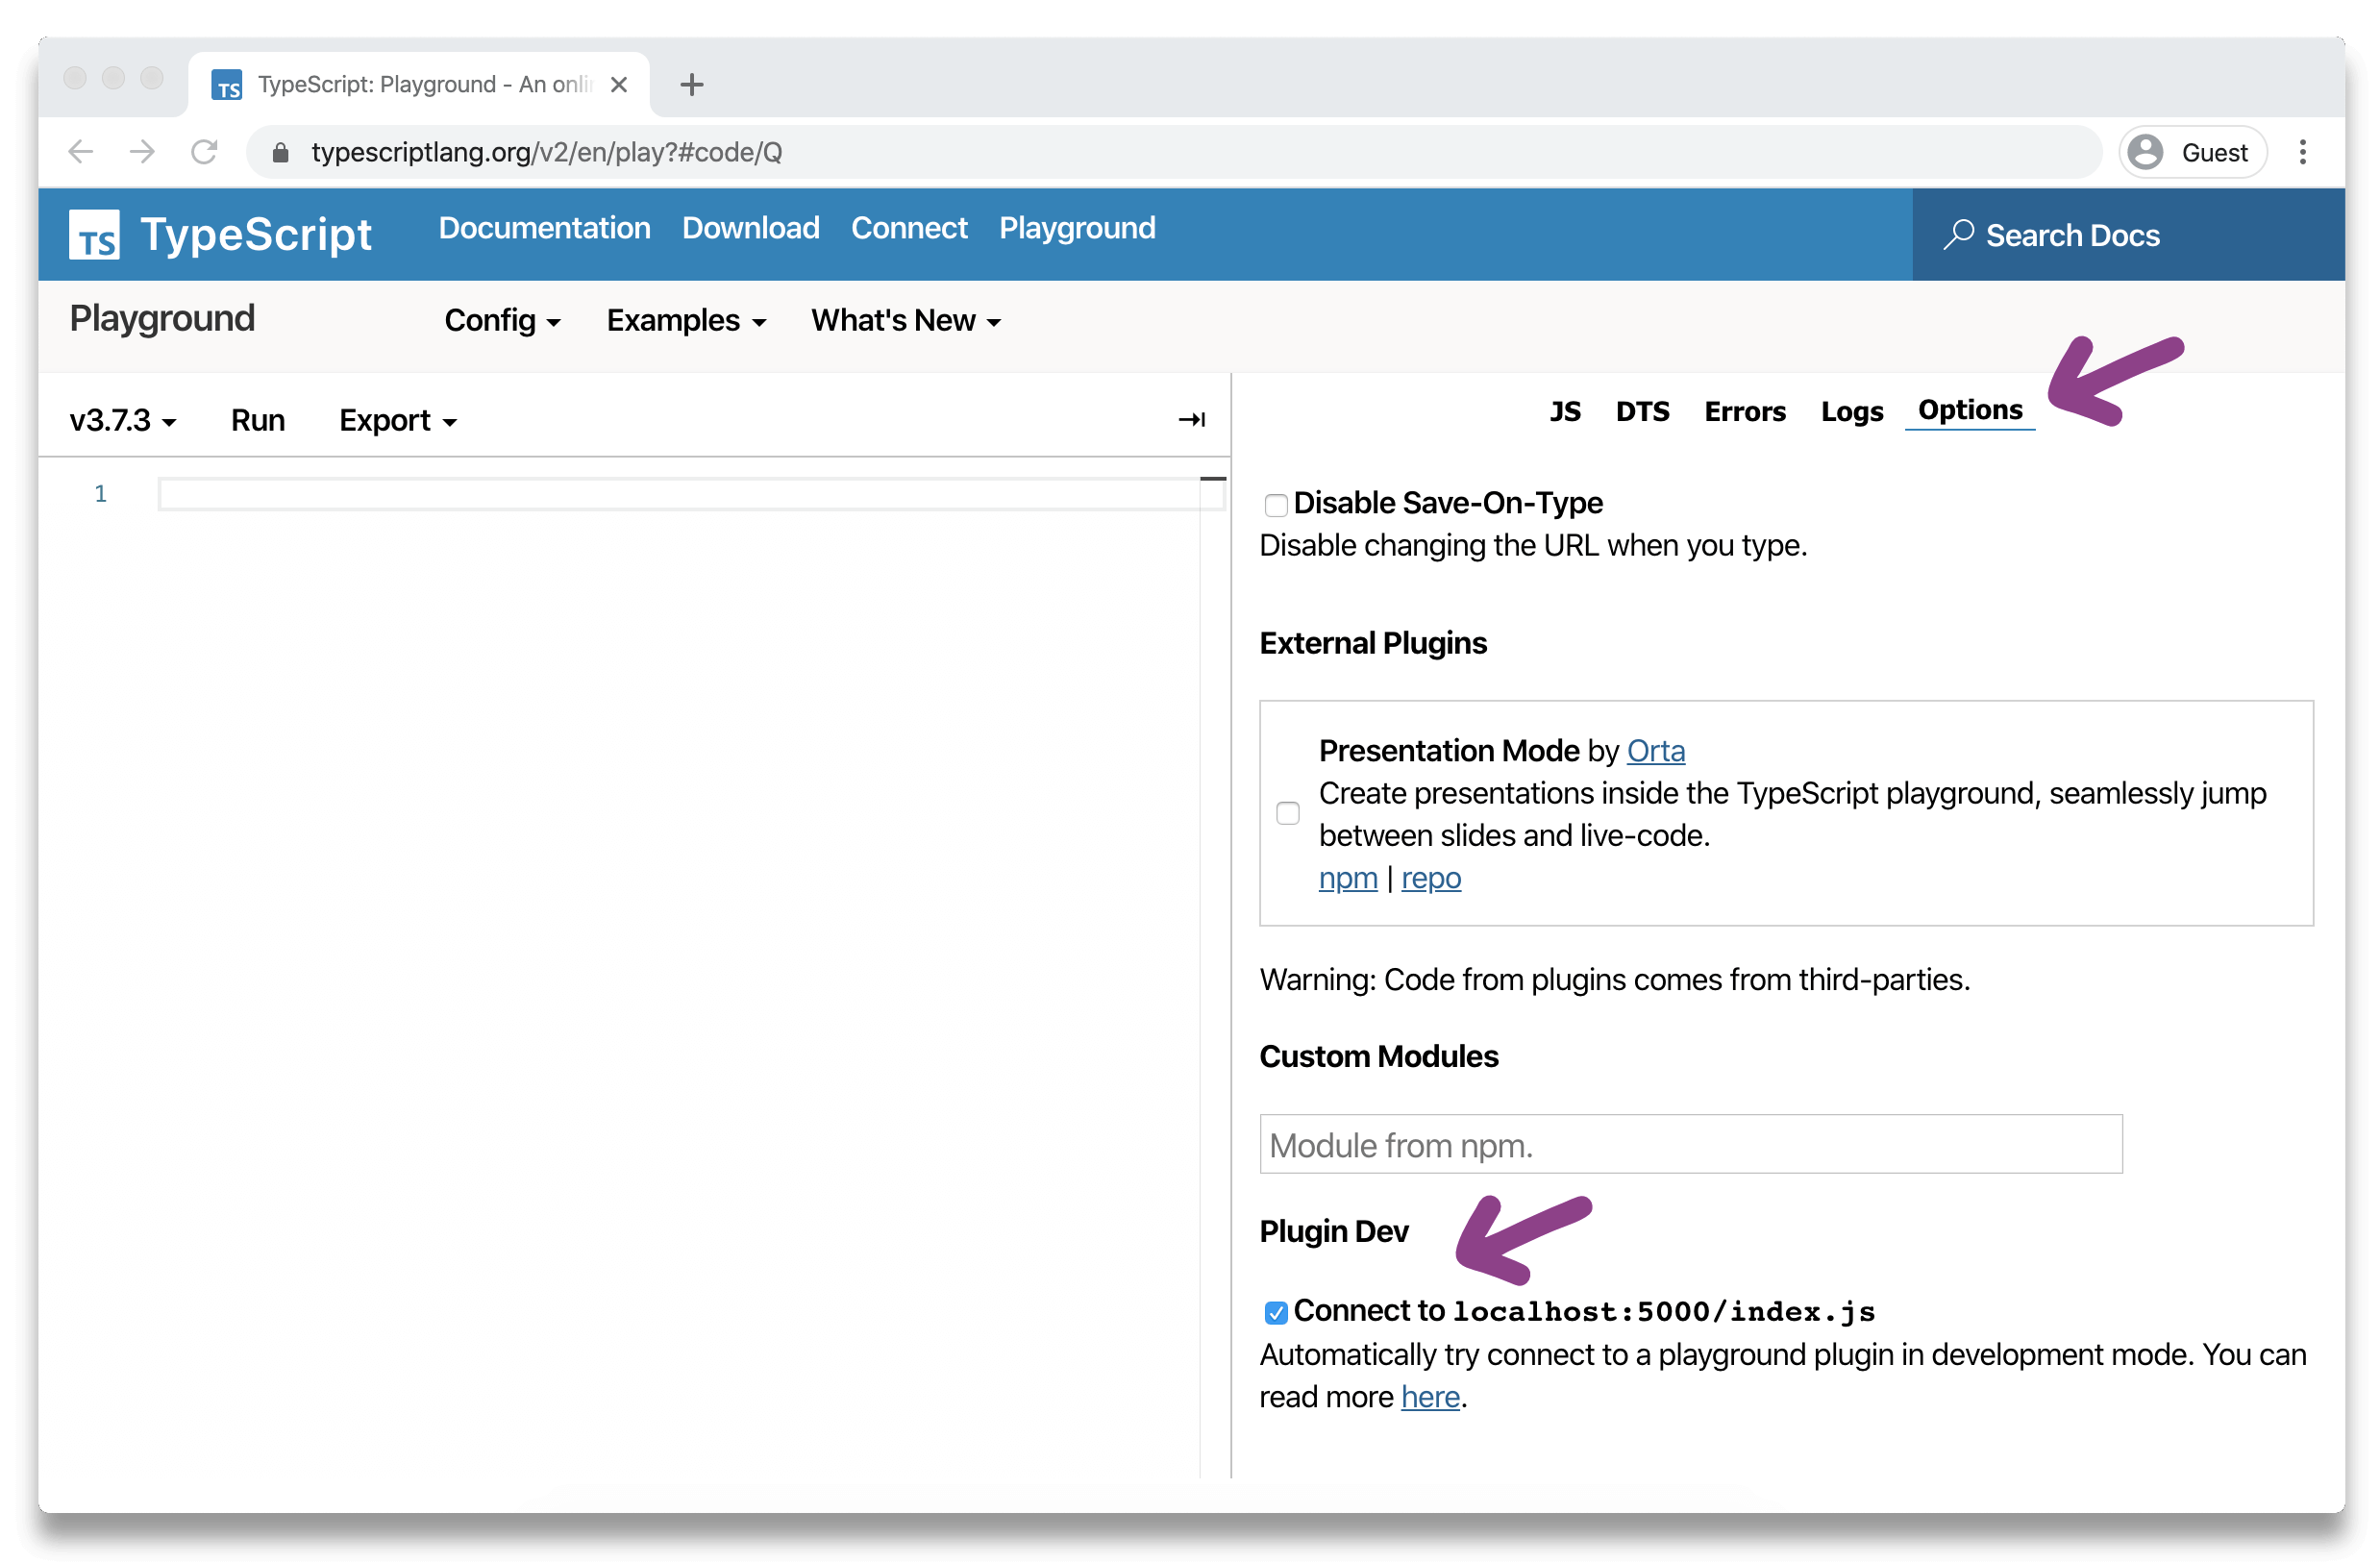 TS TypeScript: Playground - An onli
typescriptlang.org/v2/en/play?#code/Q
Guest
TS TypeScript Documentation Download Connect Playground
Search Docs
Playground Config Examples What's New
v3.7.3 Run Export
JS DTS Errors Logs Options
1
Disable Save-On-Type
Disable changing the URL when you type.
External Plugins
Presentation Mode by Orta
Create presentations inside the TypeScript playground, seamlessly jump
between slides and live-code.
npm | repo
Warning: Code from plugins comes from third-parties.
Custom Modules
Module from npm.
Plugin Dev
Connect to localhost:5000/index.js
Automatically try connect to a playground plugin in development mode. You can
read more here.